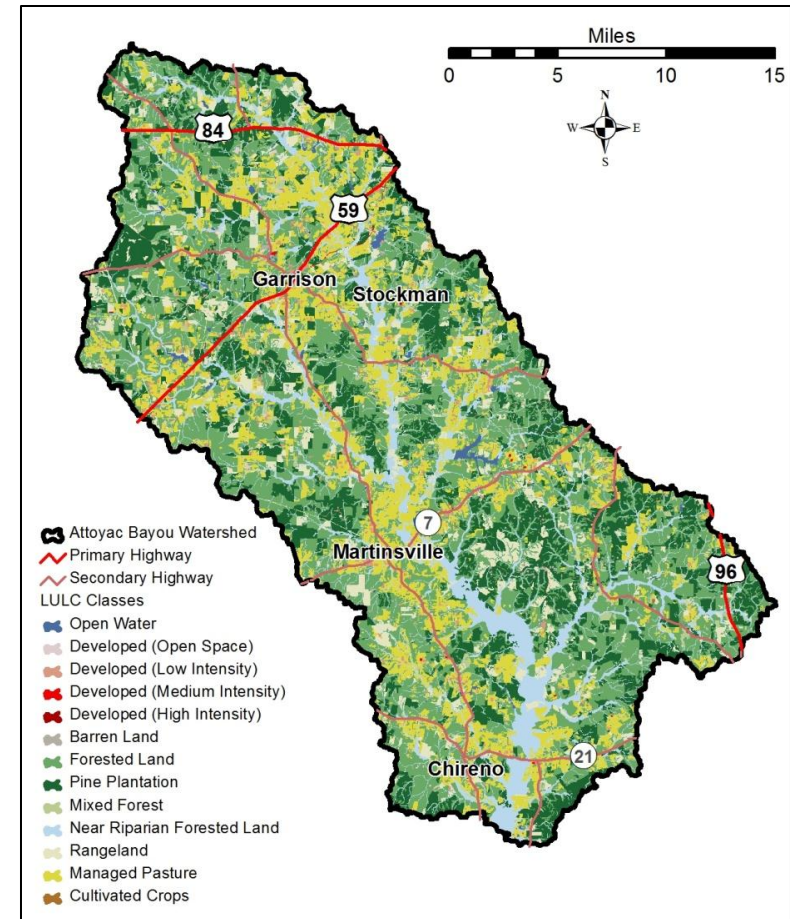 Miles
0 5 10 15
N
W E
S
84
59
Garrison
Stockman
7
Martinsville
96
21
Chireno
Attoyac Bayou Watershed
Primary Highway
Secondary Highway
LULC Classes
Open Water
Developed (Open Space)
Developed (Low Intensity)
Developed (Medium Intensity)
Developed (High Intensity)
Barren Land
Forested Land
Pine Plantation
Mixed Forest
Near Riparian Forested Land
Rangeland
Managed Pasture
Cultivated Crops